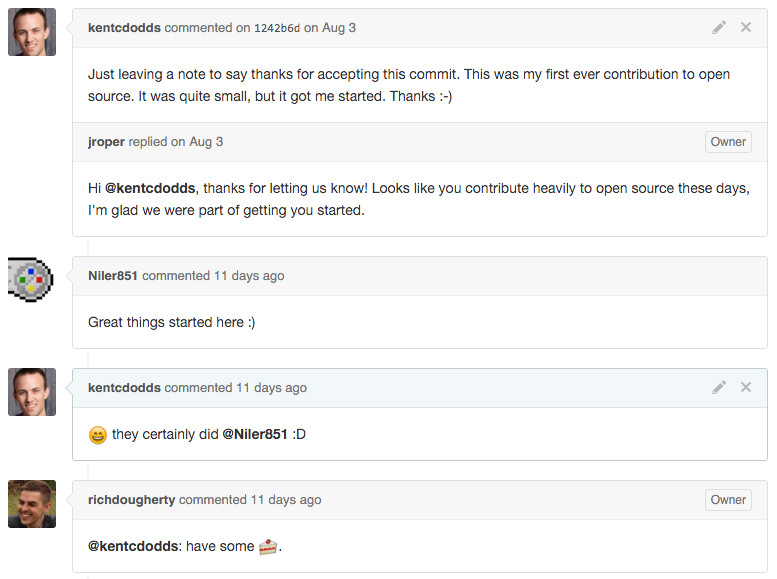 kentcdodds commented on 1242b6d on Aug 3
Just leaving a note to say thanks for accepting this commit. This was my first ever contribution to open
source. It was quite small, but it got me started. Thanks :-)
jroper replied on Aug 3 Owner
Hi @kentcdodds, thanks for letting us know! Looks like you contribute heavily to open source these days,
I'm glad we were part of getting you started.
Niler851 commented 11 days ago
Great things started here :)
kentcdodds commented 11 days ago
😄 they certainly did @Niler851 :D
richdougherty commented 11 days ago Owner
@kentcdodds: have some 🍰.